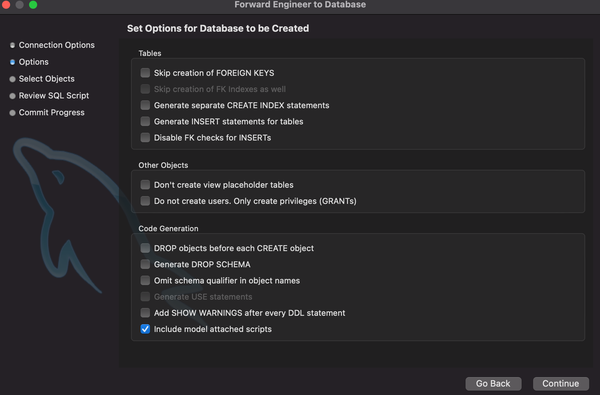 Forward Engineer to Database
Set Options for Database to be Created
Connection Options
Options
Select Objects
Review SQL Script
Commit Progress
Tables
Skip creation of FOREIGN KEYS
Skip creation of FK Indexes as well
Generate separate CREATE INDEX statements
Generate INSERT statements for tables
Disable FK checks for INSERTs
Other Objects
Don't create view placeholder tables
Do not create users. Only create privileges (GRANTs)
Code Generation
DROP objects before each CREATE object
Generate DROP SCHEMA
Omit schema qualifier in object names
Generate USE statements
Add SHOW WARNINGS after every DDL statement
Include model attached scripts
Go Back
Continue